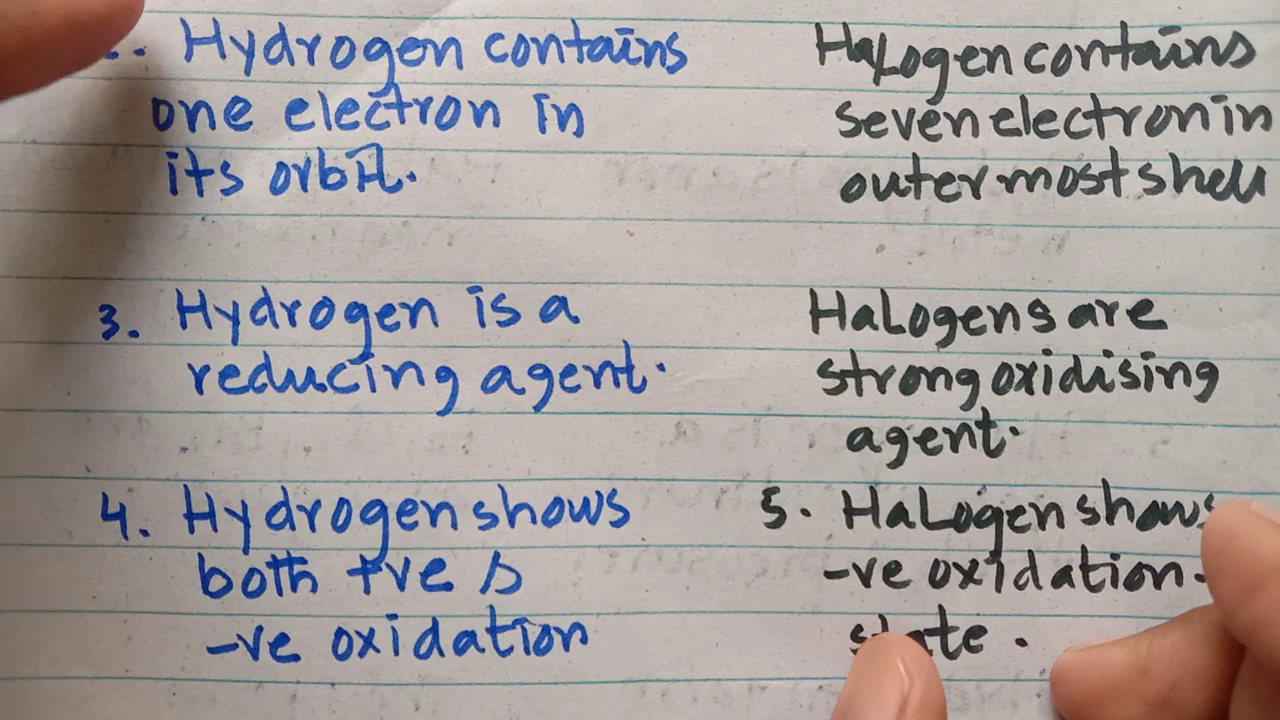 Hydrogen contains
one electron in
its orbit.
Halogen contains
seven electron in
outer most shell
3. Hydrogen is a
reducing agent.
Halogens are
strong oxidising
agent.
4. Hydrogen shows
both +ve &
-ve oxidation
5. Halogen shows
-ve oxidation.
state.